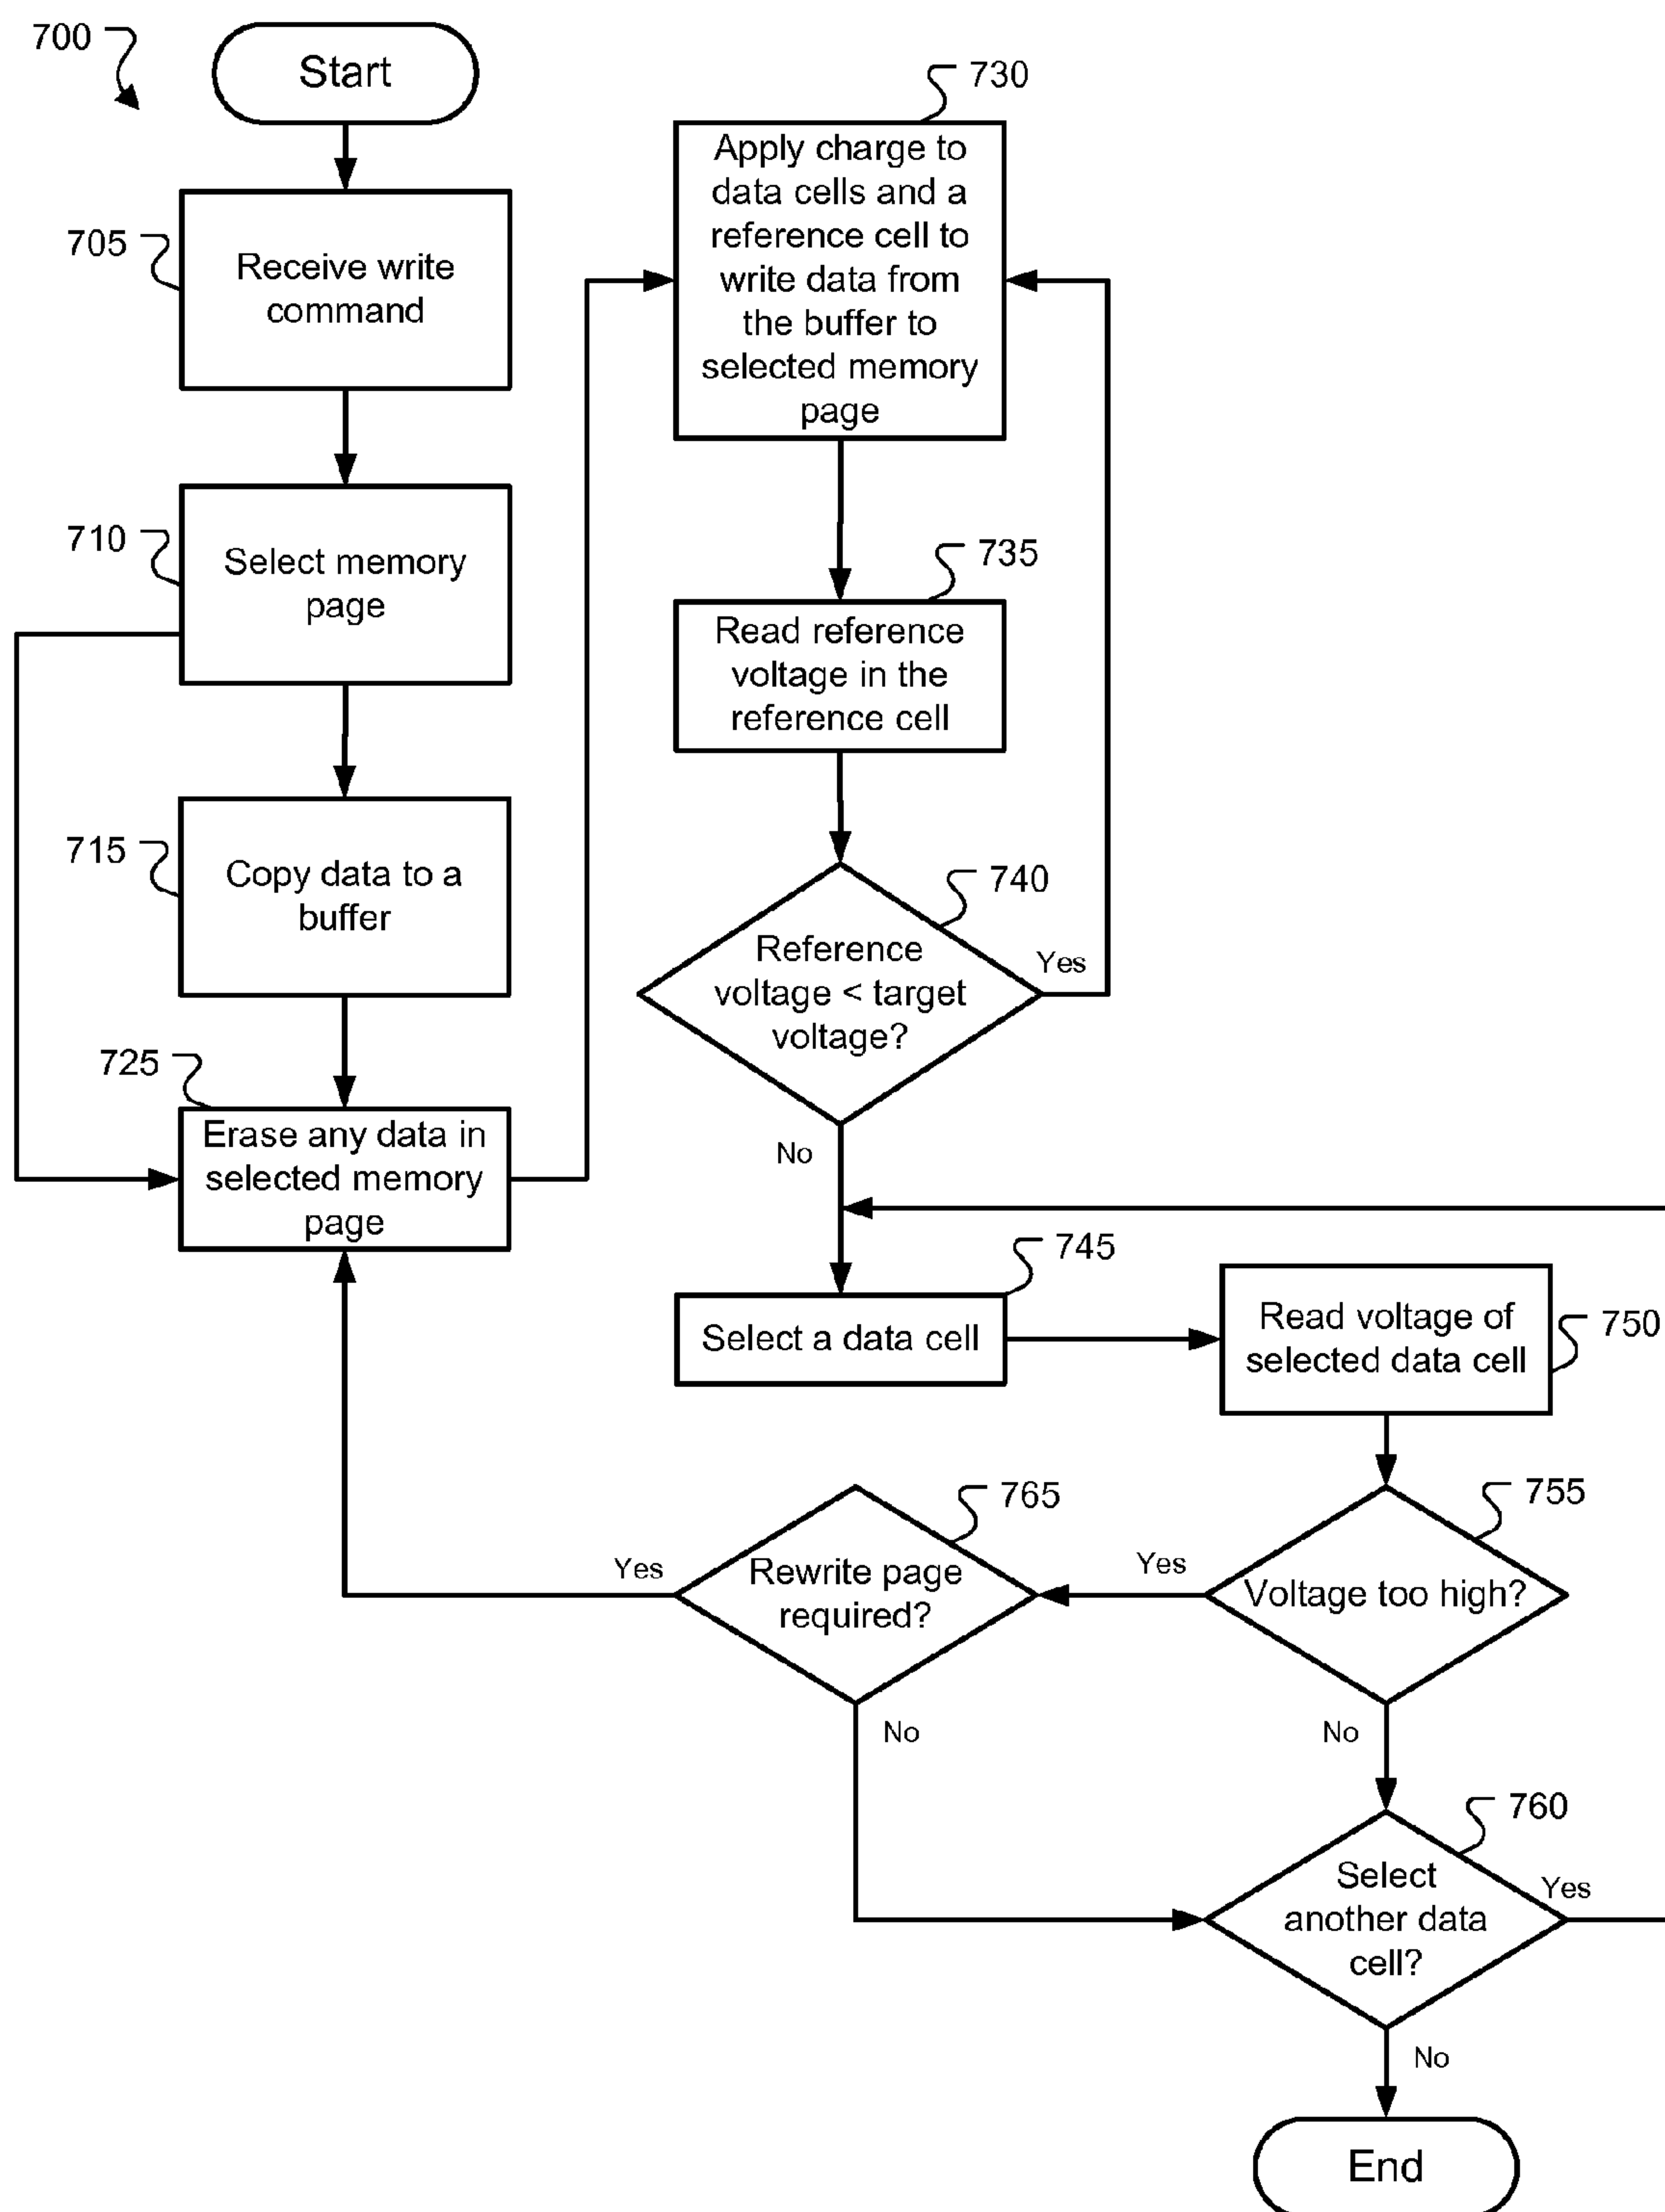 700
Start
705
Receive write
command
710
Select memory
page
715
Copy data to a
buffer
725
Erase any data in
selected memory
page
730
Apply charge to
data cells and a
reference cell to
write data from
the buffer to
selected memory
page
735
Read reference
voltage in the
reference cell
740
Reference
voltage < target
voltage?
Yes
No
745
Select a data cell
750
Read voltage of
selected data cell
755
Voltage too high?
Yes
No
765
Rewrite page
required?
Yes
No
760
Select
another data
cell?
Yes
No
End